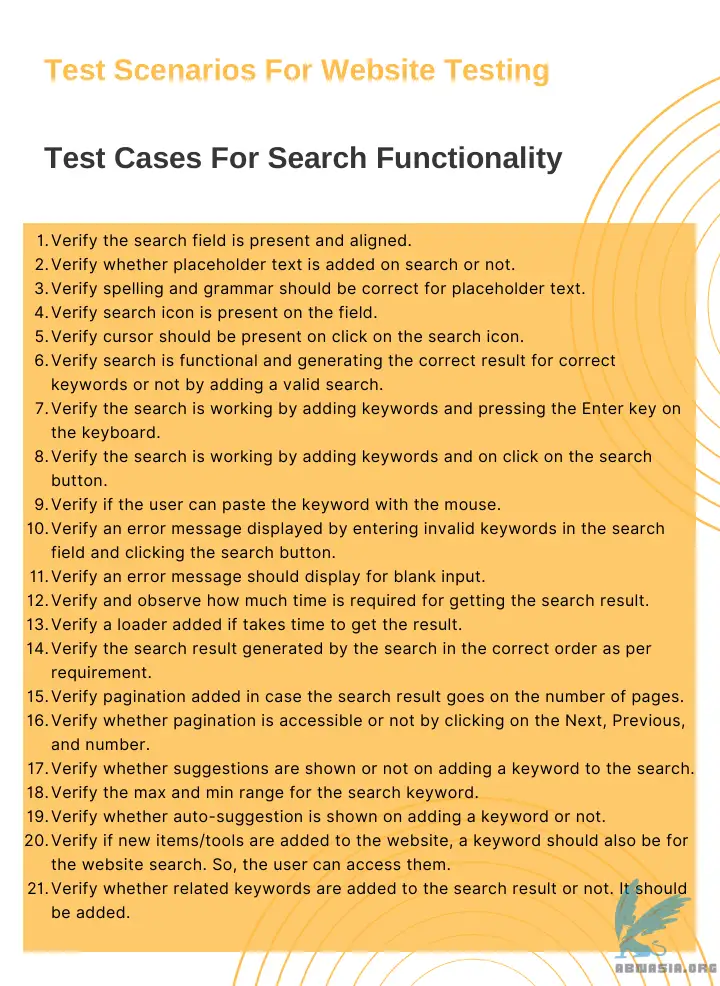 Test Scenarios For Website Testing
Test Cases For Search Functionality
1. Verify the search field is present and aligned.
2. Verify whether placeholder text is added on search or not.
3. Verify spelling and grammar should be correct for placeholder text.
4. Verify search icon is present on the field.
5. Verify cursor should be present on click on the search icon.
6. Verify search is functional and generating the correct result for correct
keywords or not by adding a valid search.
7. Verify the search is working by adding keywords and pressing the Enter key on
the keyboard.
8. Verify the search is working by adding keywords and on click on the search
button.
9. Verify if the user can paste the keyword with the mouse.
10. Verify an error message displayed by entering invalid keywords in the search
field and clicking the search button.
11. Verify an error message should display for blank input.
12. Verify and observe how much time is required for getting the search result.
13. Verify a loader added if takes time to get the result.
14. Verify the search result generated by the search in the correct order as per
requirement.
15. Verify pagination added in case the search result goes on the number of pages.
16. Verify whether pagination is accessible or not by clicking on the Next, Previous,
and number.
17. Verify whether suggestions are shown or not on adding a keyword to the search.
18. Verify the max and min range for the search keyword.
19. Verify whether auto-suggestion is shown on adding a keyword or not.
20. Verify if new items/tools are added to the website, a keyword should also be for
the website search. So, the user can access them.
21. Verify whether related keywords are added to the search result or not. It should
be added.
ABWASIA.ORG